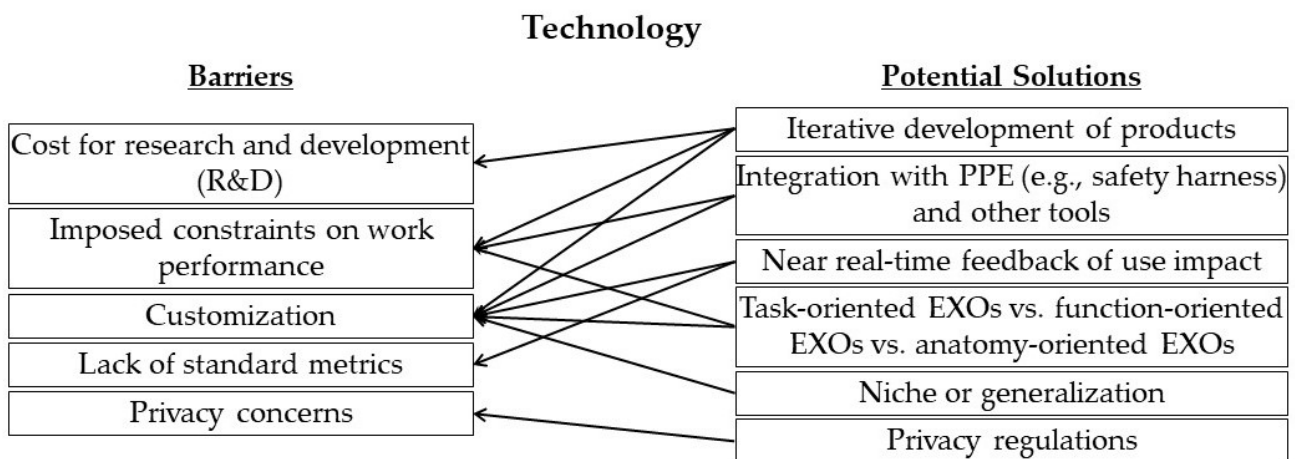 Technology
Barriers
Cost for research and development
(R&D)
Imposed constraints on work
performance
Customization
Lack of standard metrics
Privacy concerns
Potential Solutions
Iterative development of products
Integration with PPE (e.g., safety harness)
and other tools
Near real-time feedback of use impact
Task-oriented EXOs vs. function-oriented
EXOs vs. anatomy-oriented EXOs
Niche or generalization
Privacy regulations